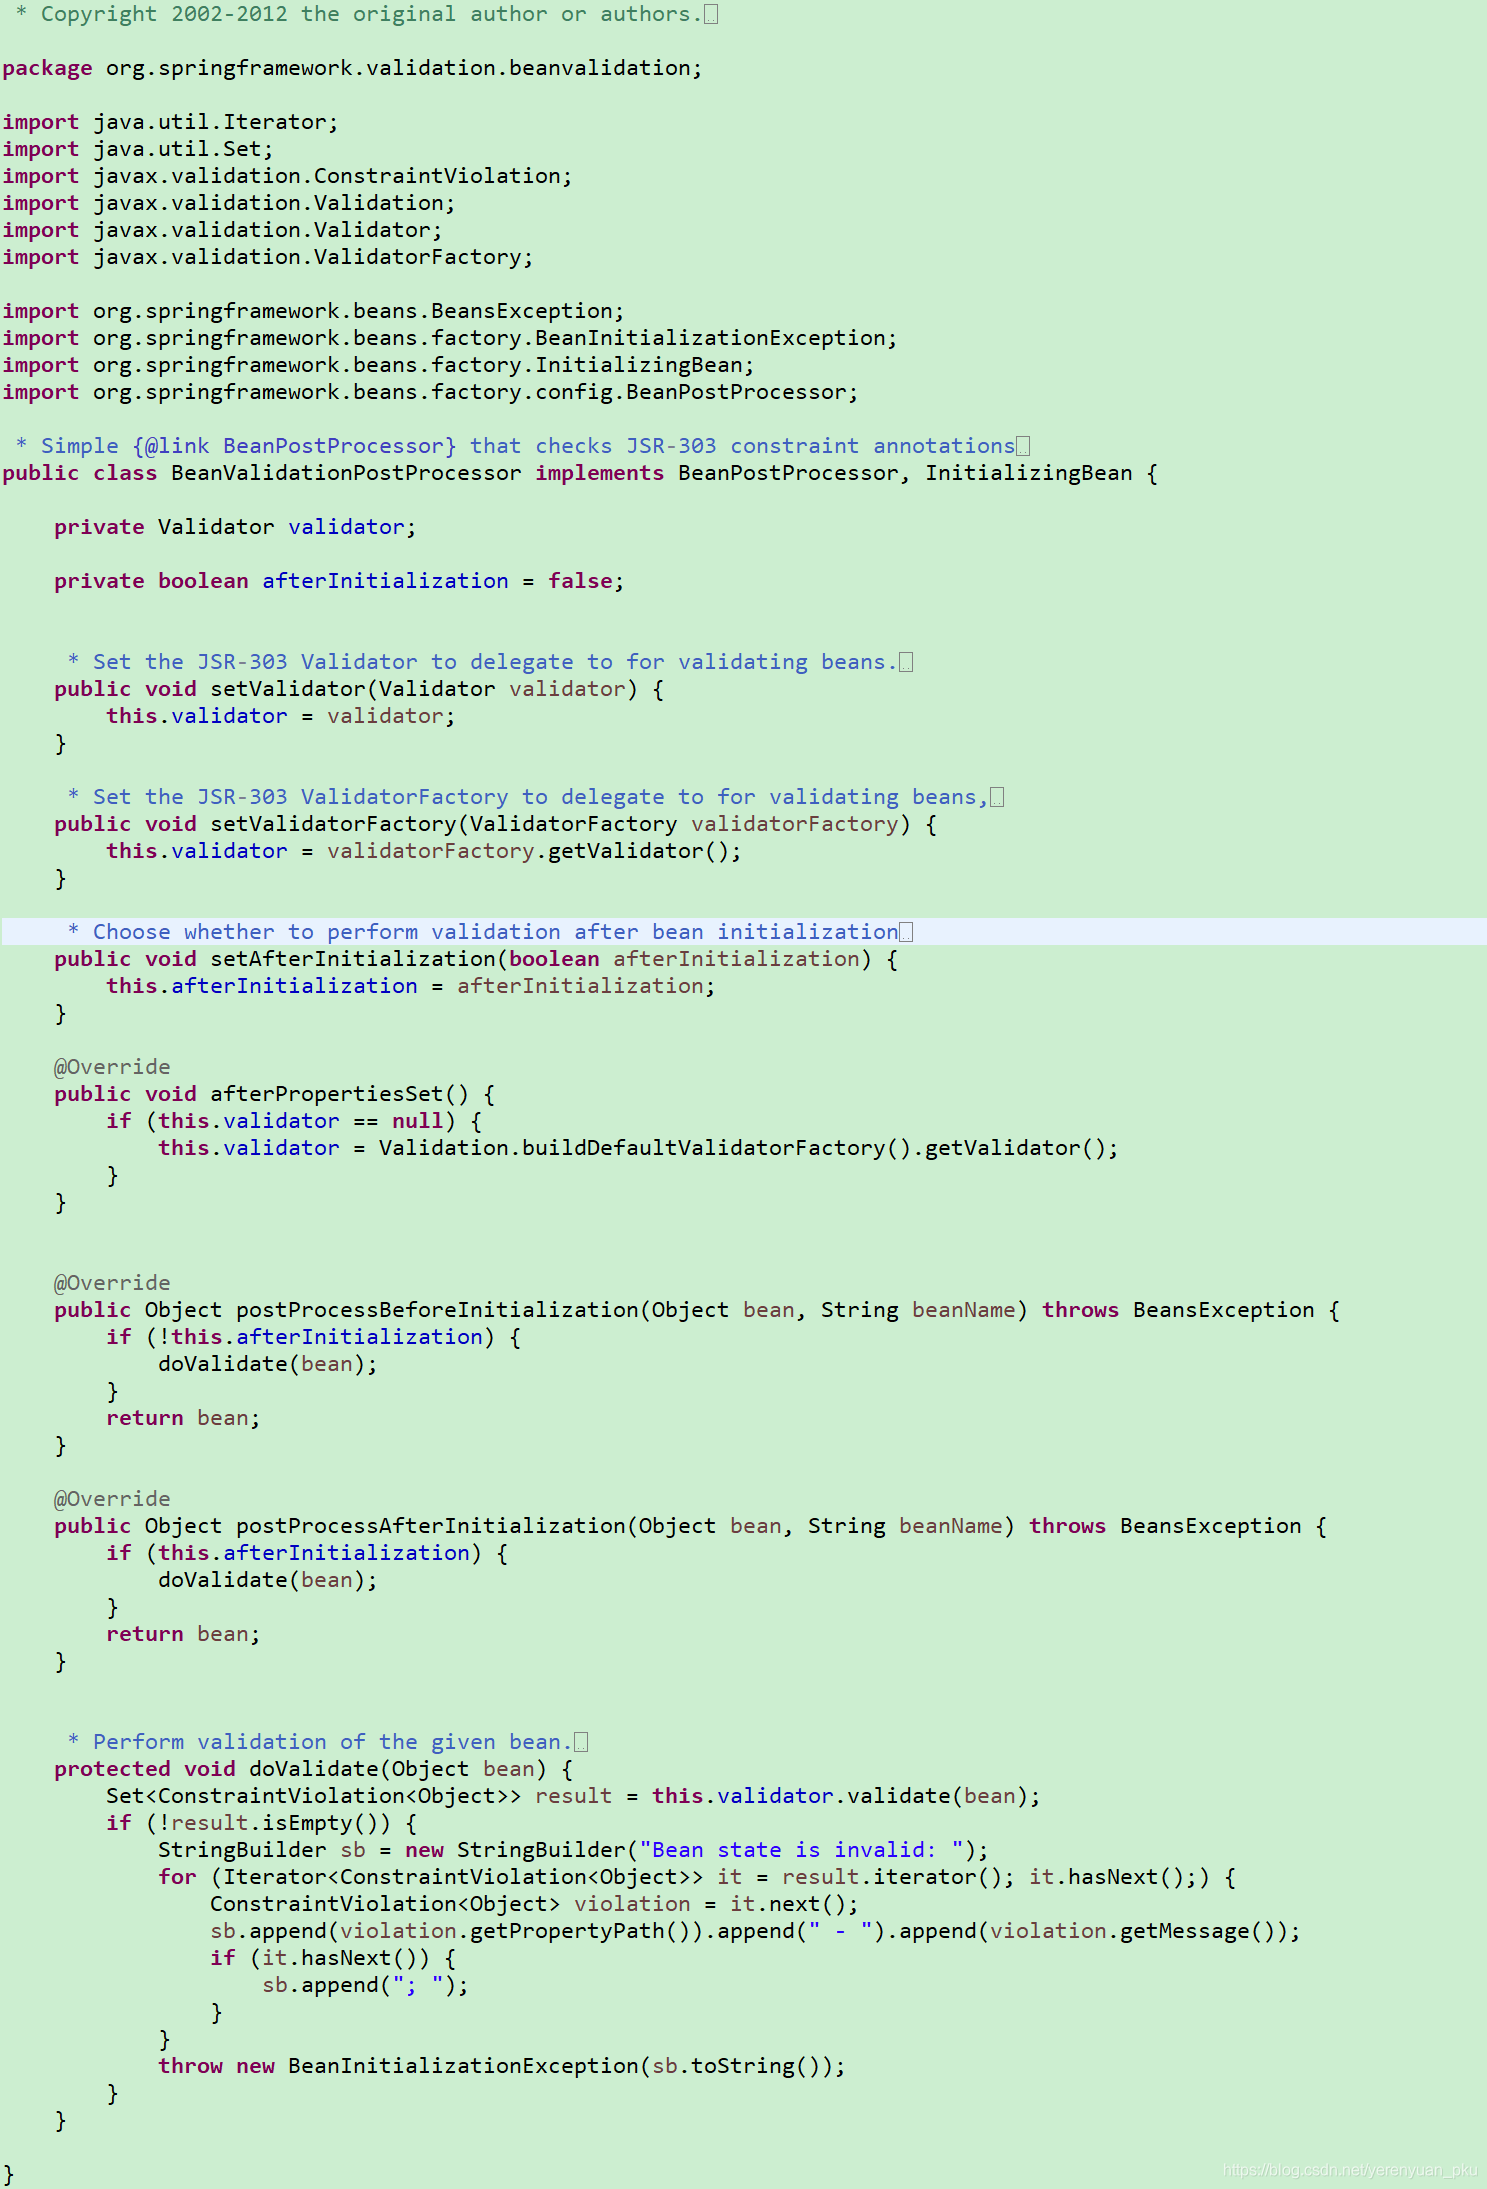 * Copyright 2002-2012 the original author or authors.

package org.springframework.validation.beanvalidation;

import java.util.Iterator;
import java.util.Set;
import javax.validation.ConstraintViolation;
import javax.validation.Validation;
import javax.validation.Validator;
import javax.validation.ValidatorFactory;

import org.springframework.beans.BeansException;
import org.springframework.beans.factory.BeanInitializationException;
import org.springframework.beans.factory.InitializingBean;
import org.springframework.beans.factory.config.BeanPostProcessor;

 * Simple {@link BeanPostProcessor} that checks JSR-303 constraint annotations
public class BeanValidationPostProcessor implements BeanPostProcessor, InitializingBean {

    private Validator validator;

    private boolean afterInitialization = false;


     * Set the JSR-303 Validator to delegate to for validating beans.
    public void setValidator(Validator validator) {
        this.validator = validator;
    }

     * Set the JSR-303 ValidatorFactory to delegate to for validating beans,
    public void setValidatorFactory(ValidatorFactory validatorFactory) {
        this.validator = validatorFactory.getValidator();
    }

     * Choose whether to perform validation after bean initialization
    public void setAfterInitialization(boolean afterInitialization) {
        this.afterInitialization = afterInitialization;
    }

    @Override
    public void afterPropertiesSet() {
        if (this.validator == null) {
            this.validator = Validation.buildDefaultValidatorFactory().getValidator();
        }
    }


    @Override
    public Object postProcessBeforeInitialization(Object bean, String beanName) throws BeansException {
        if (!this.afterInitialization) {
            doValidate(bean);
        }
        return bean;
    }

    @Override
    public Object postProcessAfterInitialization(Object bean, String beanName) throws BeansException {
        if (this.afterInitialization) {
            doValidate(bean);
        }
        return bean;
    }


     * Perform validation of the given bean.
    protected void doValidate(Object bean) {
        Set<ConstraintViolation<Object>> result = this.validator.validate(bean);
        if (!result.isEmpty()) {
            StringBuilder sb = new StringBuilder("Bean state is invalid: ");
            for (Iterator<ConstraintViolation<Object>> it = result.iterator(); it.hasNext();) {
                ConstraintViolation<Object> violation = it.next();
                sb.append(violation.getPropertyPath()).append(" - ").append(violation.getMessage());
                if (it.hasNext()) {
                    sb.append("; ");
                }
            }
            throw new BeanInitializationException(sb.toString());
        }
    }

}
https://blog.csdn.net/yerenyuan_pku